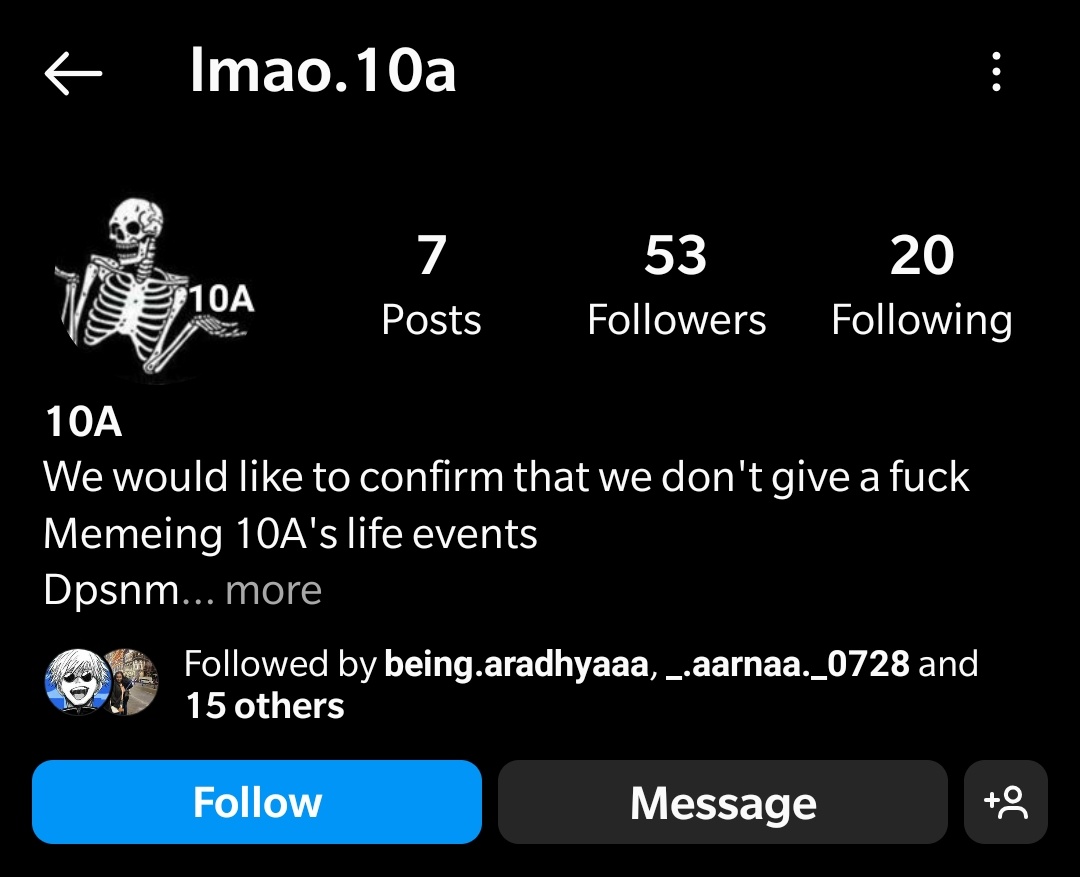 lmao.10a
10A
7 53 20
Posts Followers Following
10A
We would like to confirm that we don't give a fuck
Memeing 10A's life events
Dpsnm... more
Followed by being.aradhyaaa, _.aarnaa._0728 and
15 others
Follow Message